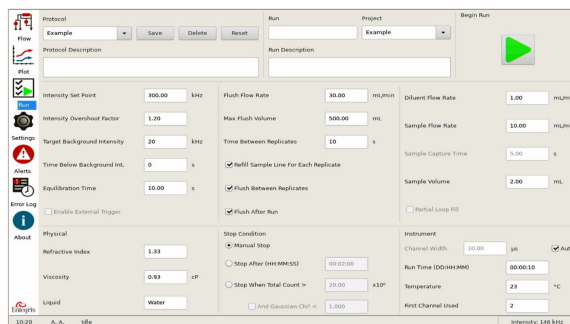 Protocol Run Project Begin Run
Flow Example Save Delete Reset Example
Protocol Description Run Description
Plot
Run
Intensity Set Point 300.00 kHz Flush Flow Rate 30.00 mL/min Diluent Flow Rate 1.00 mL/m
Intensity Overshoot Factor 1.20 Max Flush Volume 500.00 mL Sample Flow Rate 10.00 mL/m
Settings
Target Background Intensity 20 kHz Time Between Replicates 10 s Sample Capture Time 5.00 s
Alerts
Time Below Background Int. 0 s Refill Sample Line For Each Replicate
Equilibration Time 10.00 s Flush Between Replicates Sample Volume 2.00 mL
Error Log
Enable External Trigger Flush After Run Partial Loop Fill
About
Physical Stop Condition Instrument
Refractive Index 1.33 Manual Stop Channel Width 10.00 µs Aut
Viscosity 0.93 cP Stop After (HH:MM:SS) 00:02:00 Run Time (DD:HH:MM) 00:00:10
Stop When Total Count > 20.00 x10⁶ Temperature 23 °C
Liquid Water And Gaussian Chi² < 1.000 First Channel Used 2
Entegris
10:20 A. A. Idle Intensity: 146 kHz